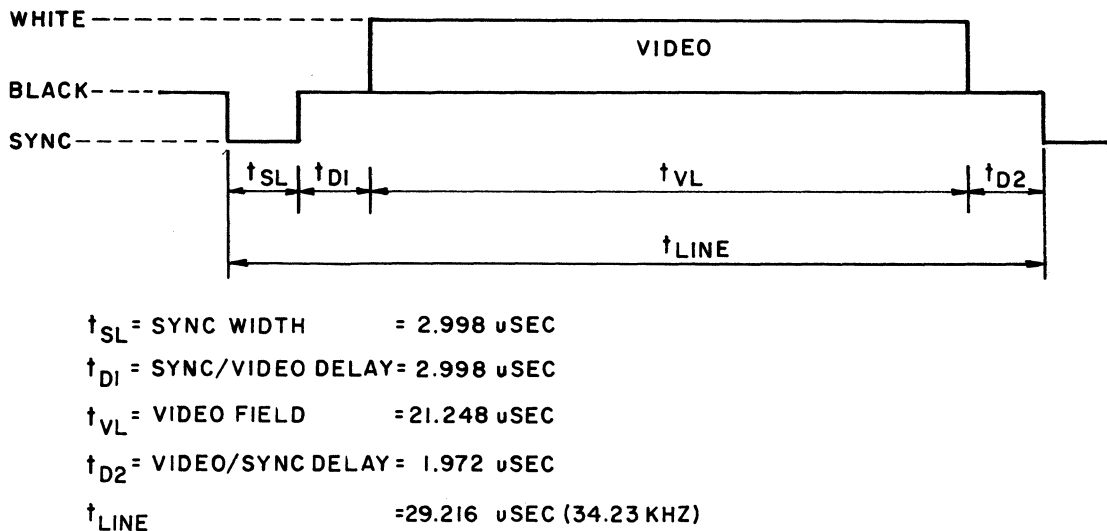 WHITE
VIDEO
BLACK
SYNC
tSL tD1 tVL tD2
tLINE
tSL = SYNC WIDTH = 2.998 uSEC
tD1 = SYNC/VIDEO DELAY = 2.998 uSEC
tVL = VIDEO FIELD = 21.248 uSEC
tD2 = VIDEO/SYNC DELAY = 1.972 uSEC
tLINE = 29.216 uSEC (34.23 KHZ)